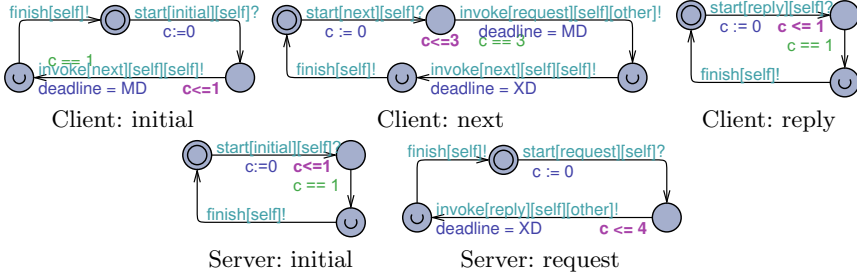 finish[self]!
start[initial][self]?
c:=0
c == 1
invoke[next][self][self]!
deadline = MD
c<=1
Client: initial
start[next][self]?
invoke[request][self][other]!
c := 0
c<=3
c == 3
deadline = MD
finish[self]!
invoke[next][self][self]!
deadline = XD
Client: next
start[reply][self]?
c := 0
c <= 1
c == 1
finish[self]!
Client: reply
start[initial][self]?
c:=0
c<=1
c == 1
finish[self]!
Server: initial
finish[self]!
start[request][self]?
c := 0
invoke[reply][self][other]!
deadline = XD
c <= 4
Server: request